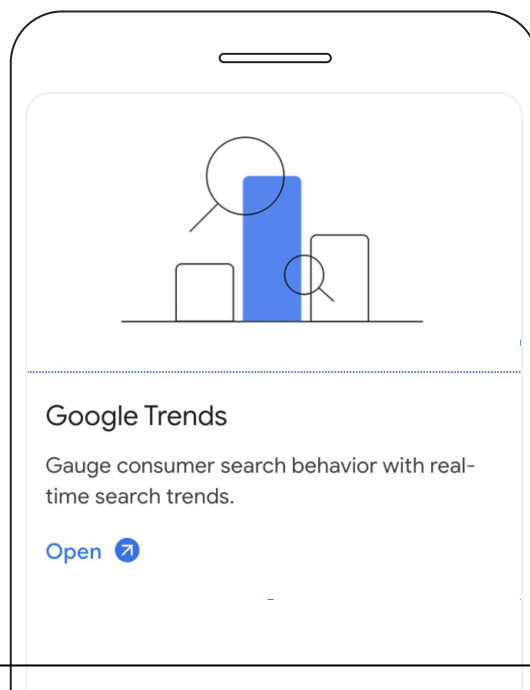 Google Trends
Gauge consumer search behavior with real-
time search trends.
Open